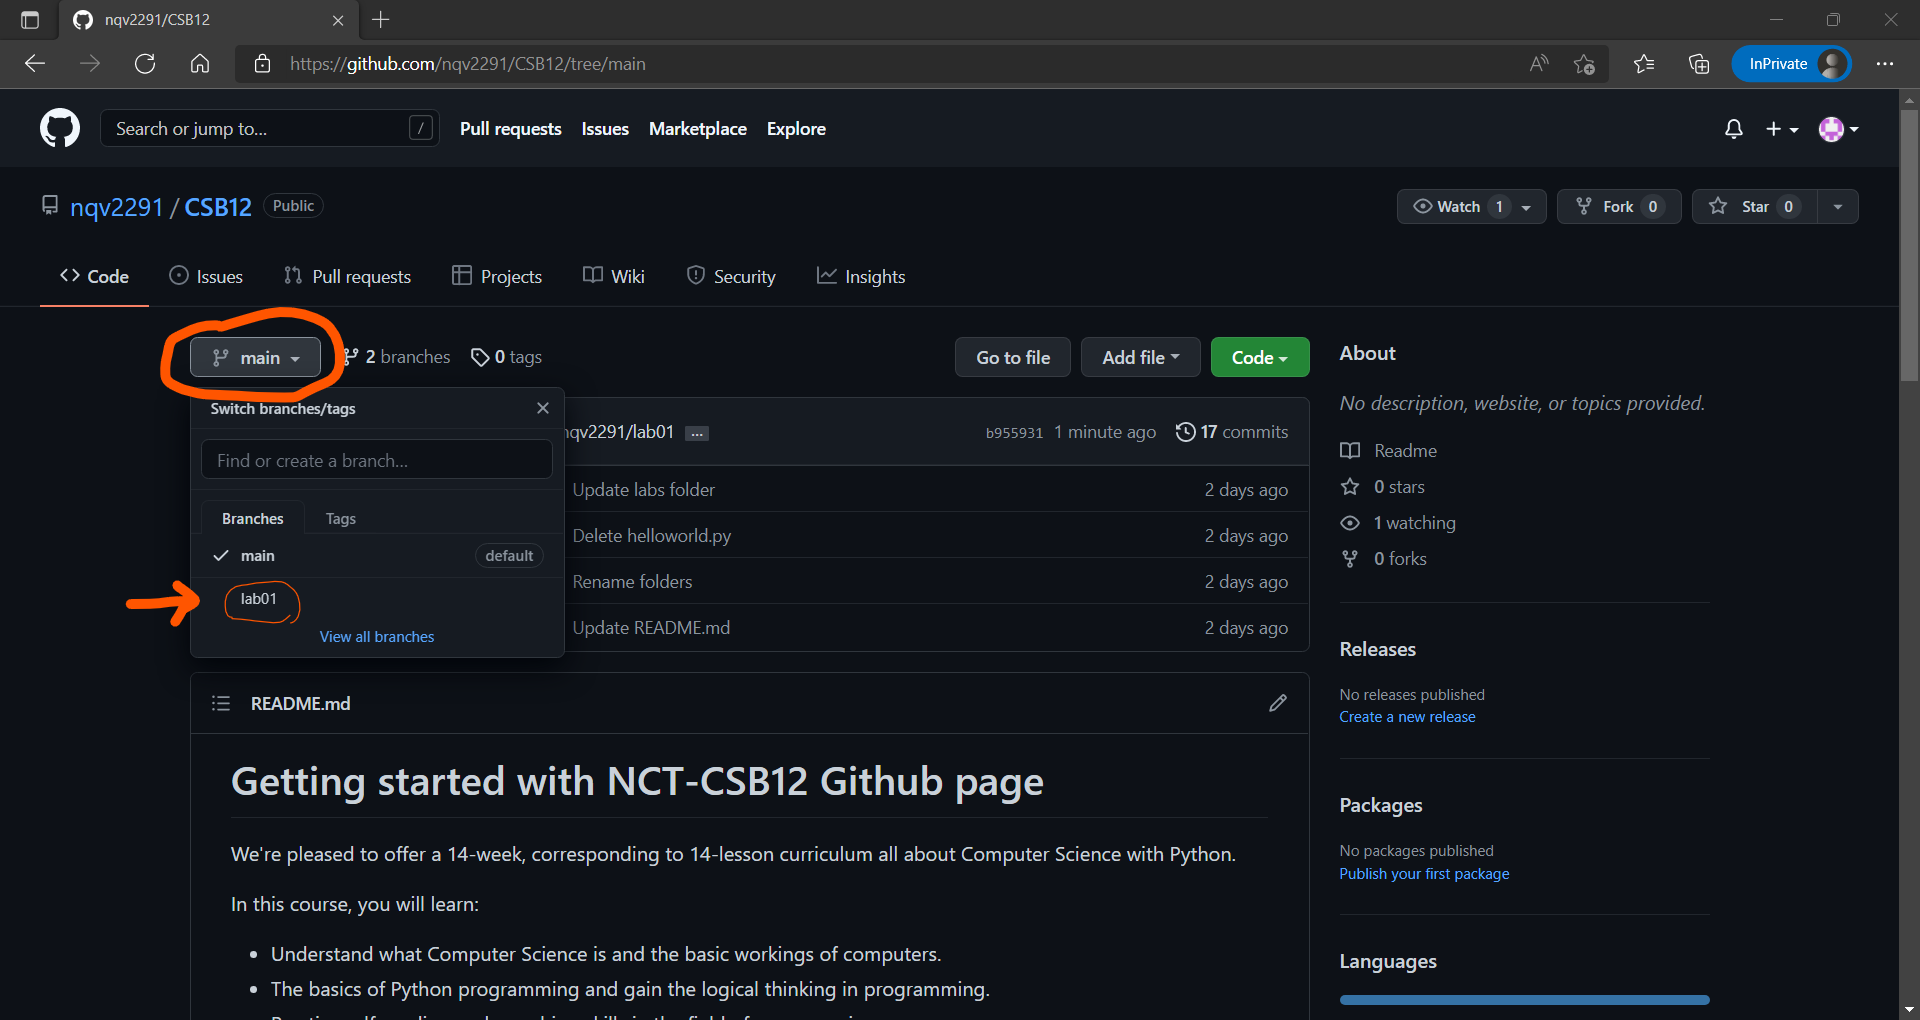 nqv2291/CSB12
https://github.com/nqv2291/CSB12/tree/main
InPrivate
Search or jump to...
/
Pull requests
Issues
Marketplace
Explore
nqv2291 / CSB12
Public
Watch 1
Fork 0
Star 0
Code
Issues
Pull requests
Projects
Wiki
Security
Insights
main
2 branches
0 tags
Go to file
Add file
Code
Switch branches/tags
Find or create a branch...
Branches
Tags
main
default
lab01
View all branches
nqv2291/lab01 ...
b955931 1 minute ago
17 commits
Update labs folder
2 days ago
Delete helloworld.py
2 days ago
Rename folders
2 days ago
Update README.md
2 days ago
README.md
Getting started with NCT-CSB12 Github page
We're pleased to offer a 14-week, corresponding to 14-lesson curriculum all about Computer Science with Python.
In this course, you will learn:
• Understand what Computer Science is and the basic workings of computers.
• The basics of Python programming and gain the logical thinking in programming.
About
No description, website, or topics provided.
Readme
0 stars
1 watching
0 forks
Releases
No releases published
Create a new release
Packages
No packages published
Publish your first package
Languages